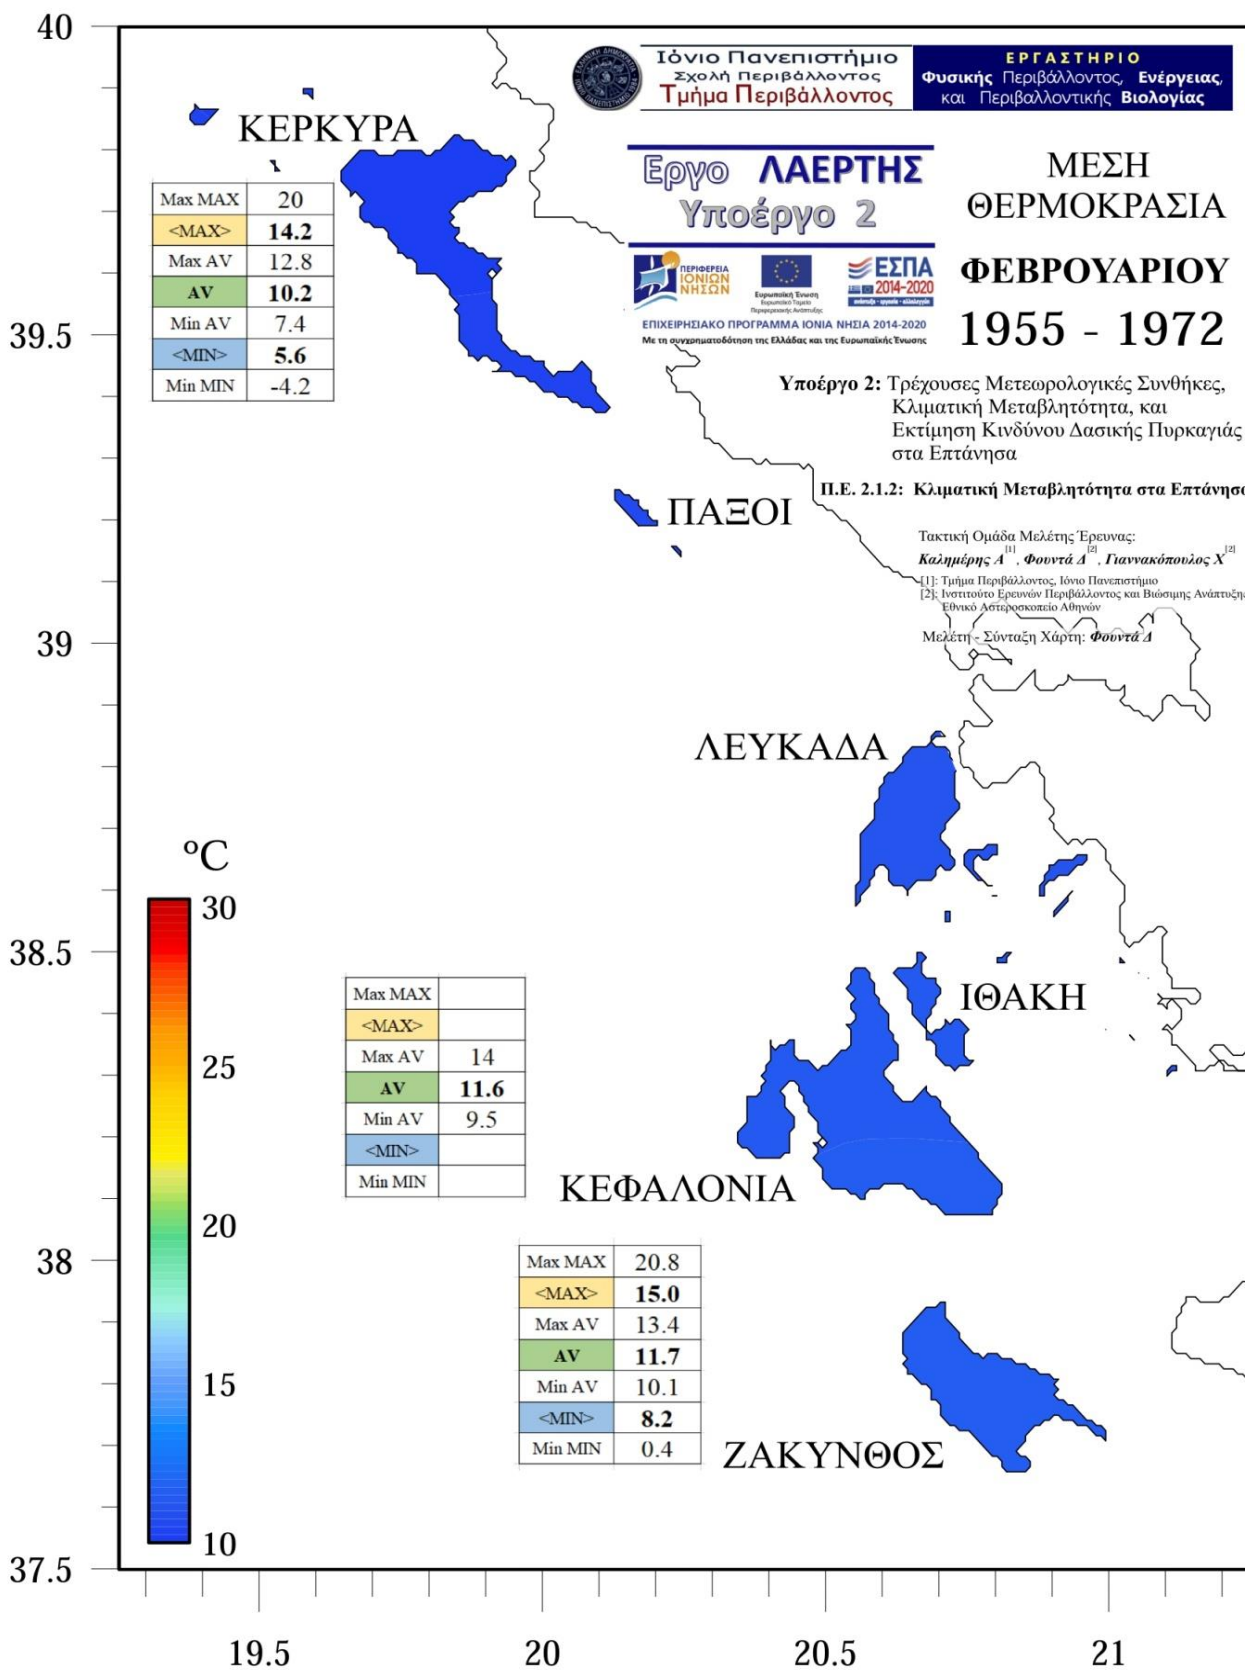 40
Ιόνιο Πανεπιστήμιο
Σχολή Περιβάλλοντος
Τμήμα Περιβάλλοντος
ΕΡΓΑΣΤΗΡΙΟ
Φυσικής Περιβάλλοντος, Ενέργειας,
και Περιβαλλοντικής Βιολογίας
ΚΕΡΚΥΡΑ
Max MAX 20
<MAX> 14.2
Max AV 12.8
AV 10.2
Min AV 7.4
<MIN> 5.6
Min MIN -4.2
Εργο ΛΑΕΡΤΗΣ
Υποέργο 2
ΠΕΡΙΦΕΡΕΙΑ
ΙΟΝΙΩΝ
ΝΗΣΩΝ
Ευρωπαϊκή Ένωση
Ευρωπαϊκό Ταμείο
Περιφερειακής Ανάπτυξης
ΕΣΠΑ
2014-2020
ανάπτυξη - εργασία - αλληλεγγύη
ΕΠΙΧΕΙΡΗΣΙΑΚΟ ΠΡΟΓΡΑΜΜΑ ΙΟΝΙΑ ΝΗΣΙΑ 2014-2020
Με τη συγχρηματοδότηση της Ελλάδας και της Ευρωπαϊκής Ένωσης
ΜΕΣΗ
ΘΕΡΜΟΚΡΑΣΙΑ
ΦΕΒΡΟΥΑΡΙΟΥ
1955 - 1972
39.5
Υποέργο 2: Τρέχουσες Μετεωρολογικές Συνθήκες,
Κλιματική Μεταβλητότητα, και
Εκτίμηση Κινδύνου Δασικής Πυρκαγιάς
στα Επτάνησα
Π.Ε. 2.1.2: Κλιματική Μεταβλητότητα στα Επτάνησα
ΠΑΞΟΙ
Τακτική Ομάδα Μελέτης Έρευνας:
Καλημέρης Α [1], Φουντά Δ [2], Γιαννακόπουλος Χ [2]
[1]: Τμήμα Περιβάλλοντος, Ιόνιο Πανεπιστήμιο
[2]: Ινστιτούτο Ερευνών Περιβάλλοντος και Βιώσιμης Ανάπτυξης
Εθνικό Αστεροσκοπείο Αθηνών
Μελέτη - Σύνταξη Χάρτη: Φουντά Δ
39
ΛΕΥΚΑΔΑ
°C
30
25
20
15
10
38.5
ΙΘΑΚΗ
Max MAX
<MAX>
Max AV 14
AV 11.6
Min AV 9.5
<MIN>
Min MIN
ΚΕΦΑΛΟΝΙΑ
38
Max MAX 20.8
<MAX> 15.0
Max AV 13.4
AV 11.7
Min AV 10.1
<MIN> 8.2
Min MIN 0.4
ΖΑΚΥΝΘΟΣ
37.5
19.5 20 20.5 21